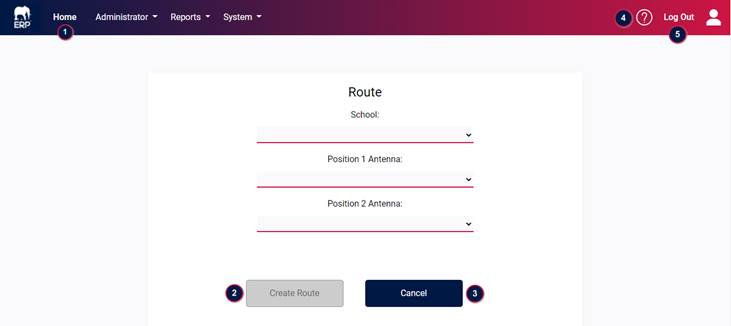 ERP Home Administrator Reports System 4 ? Log Out
1 5
Route
School:
Position 1 Antenna:
Position 2 Antenna:
2 Create Route Cancel 3